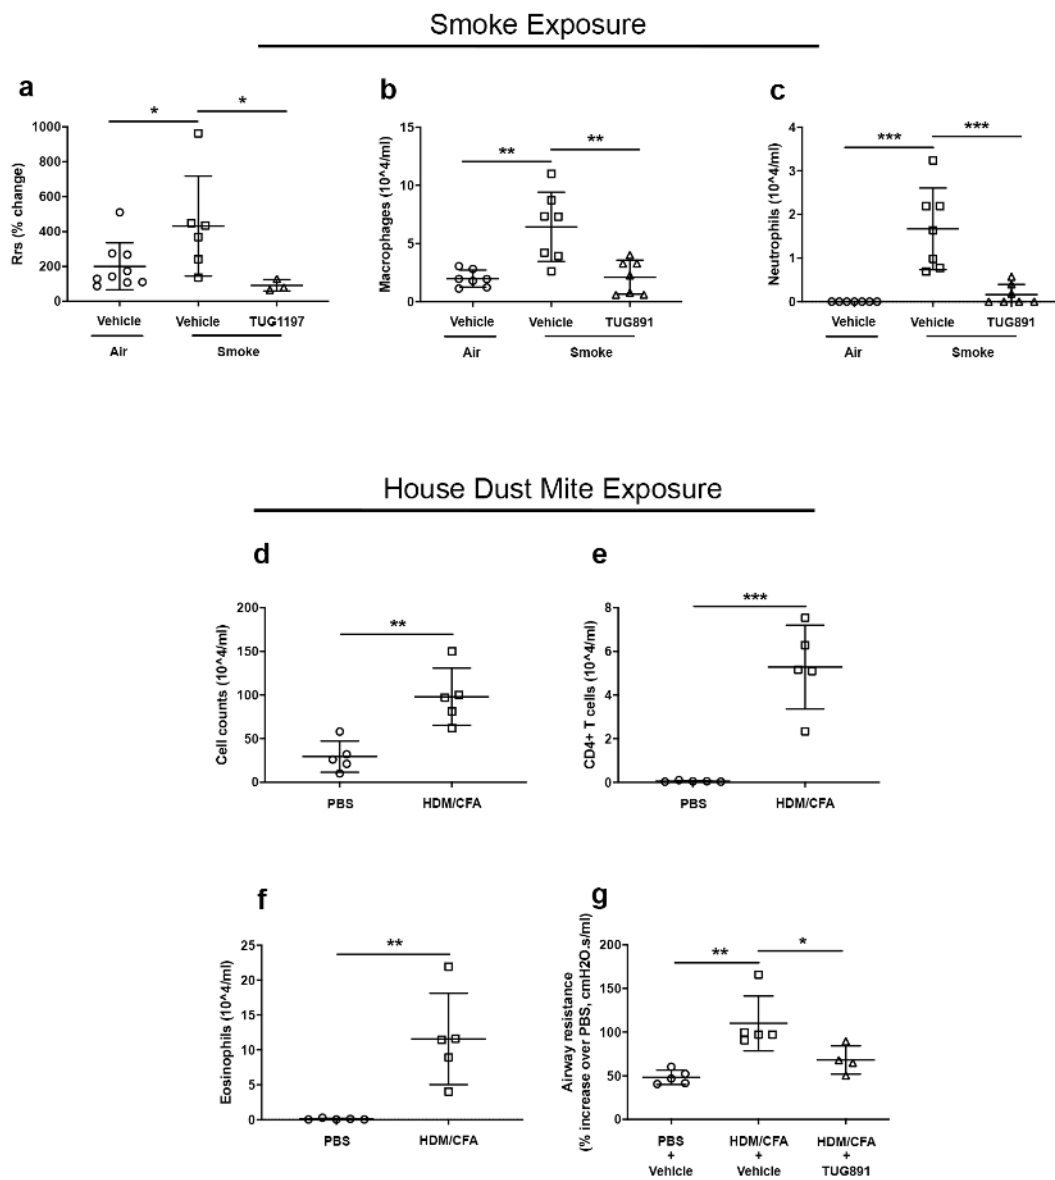 Smoke Exposure
a
*
*
Rrs (% change)
1000
800
600
400
200
0
Vehicle
Vehicle
TUG1197
Air
Smoke
b
**
**
Macrophages (10^4/ml)
15
10
5
0
Vehicle
Vehicle
TUG891
Air
Smoke
c
***
***
Neutrophils (10^4/ml)
4
3
2
1
0
Vehicle
Vehicle
TUG891
Air
Smoke
House Dust Mite Exposure
d
**
Cell counts (10^4/ml)
200
150
100
50
0
PBS
HDM/CFA
e
***
CD4+ T cells (10^4/ml)
8
6
4
2
0
PBS
HDM/CFA
f
**
Eosinophils (10^4/ml)
25
20
15
10
5
0
PBS
HDM/CFA
g
**
*
Airway resistance
(% increase over PBS, cmH2O.s/ml)
200
150
100
50
0
PBS
+
Vehicle
HDM/CFA
+
Vehicle
HDM/CFA
+
TUG891